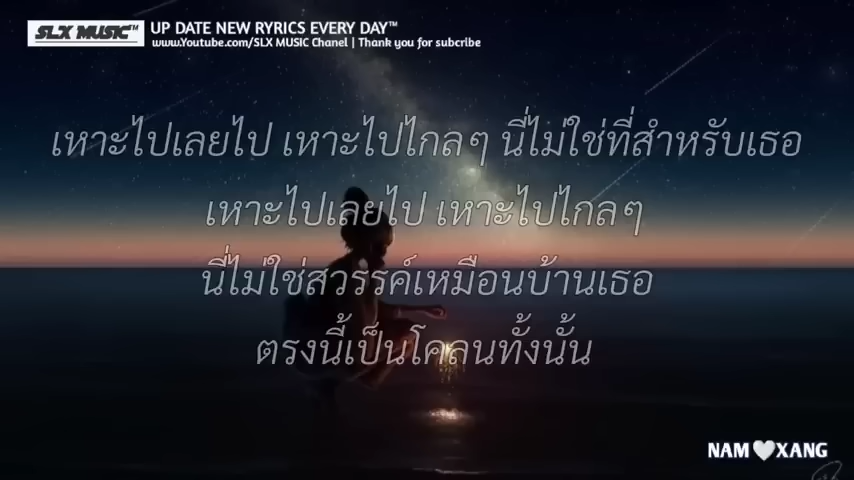 SLX MUSIC™ UP DATE NEW RYRICS EVERY DAY™
www.Youtube.com/SLX MUSIC Chanel | Thank you for subcribe
เหาะไปเลยไป เหาะไปไกลๆ นี่ไม่ใช่ที่สำหรับเธอ
เหาะไปเลยไป เหาะไปไกลๆ
นี่ไม่ใช่สวรรค์เหมือนบ้านเธอ
ตรงนี้เป็นโคลนทั้งนั้น
NAM🤍XANG